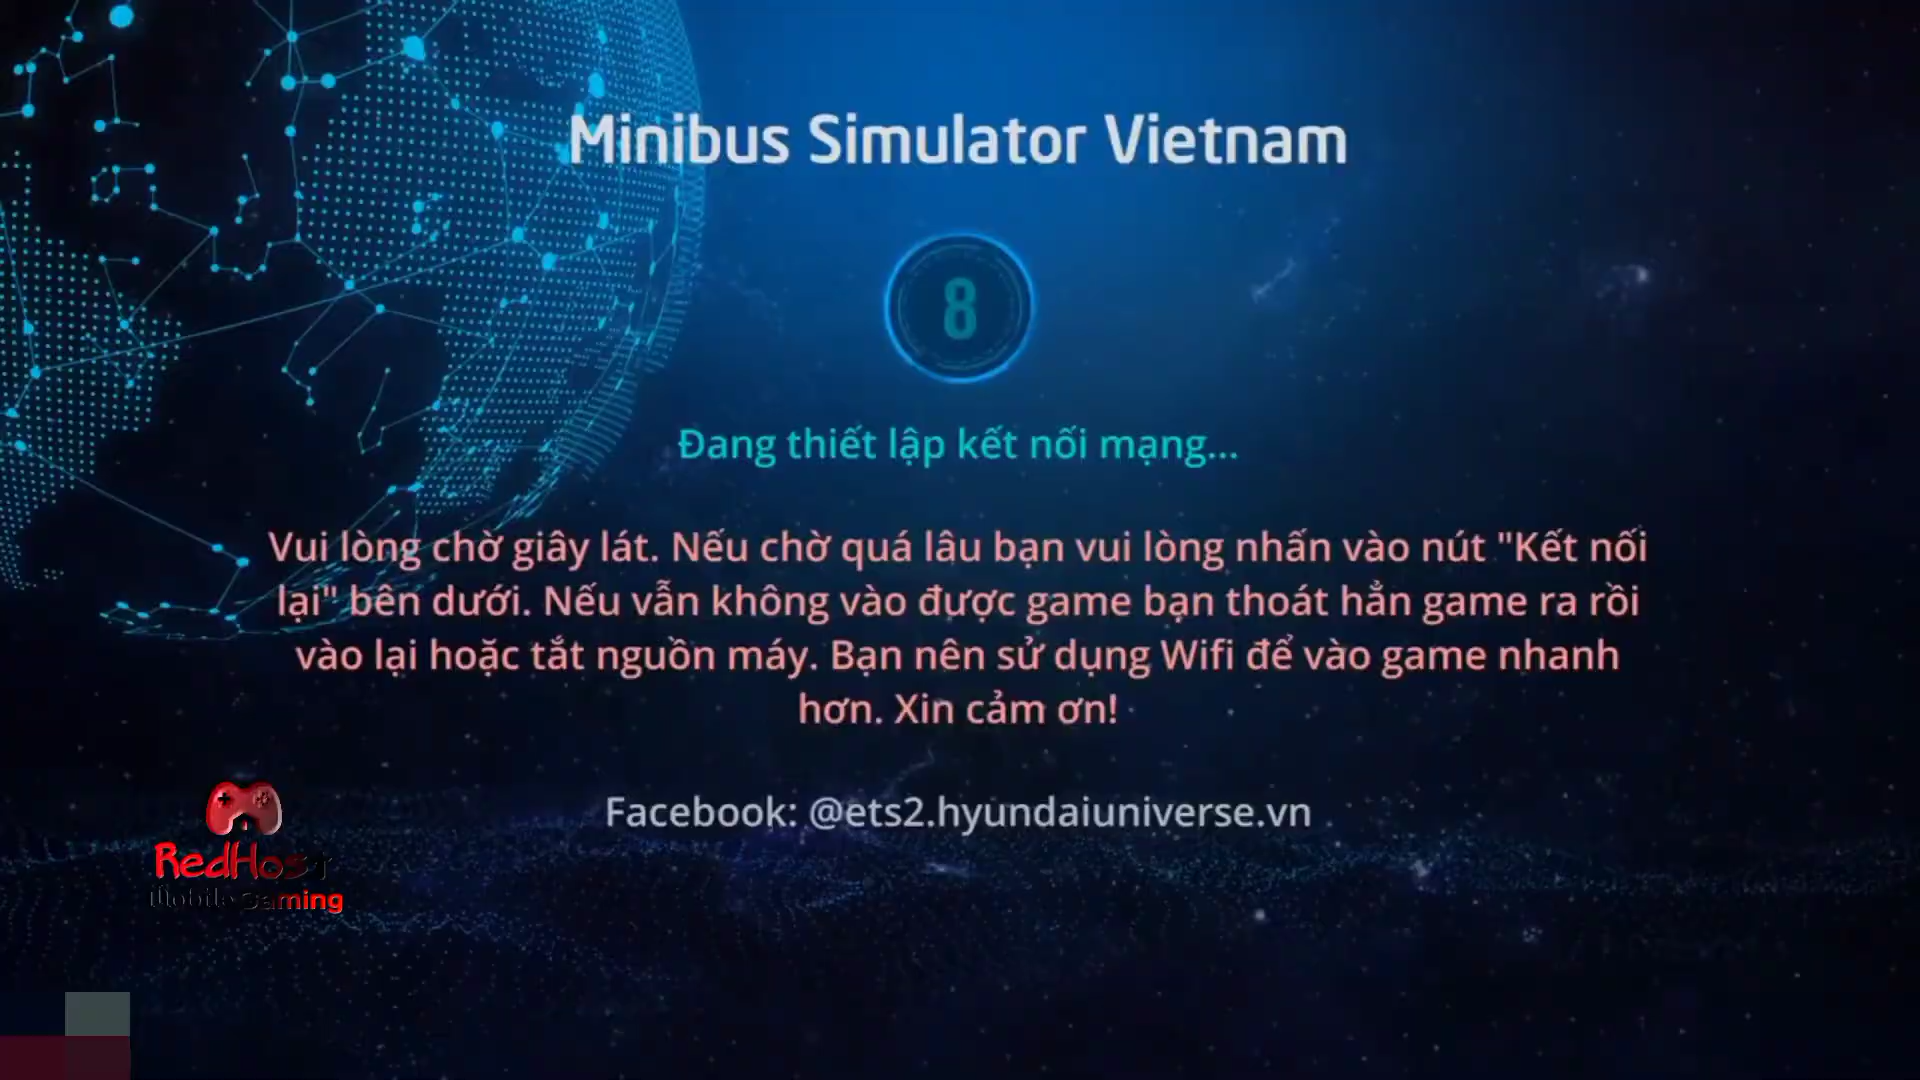 Minibus Simulator Vietnam
8
Đang thiết lập kết nối mạng...
Vui lòng chờ giây lát. Nếu chờ quá lâu bạn vui lòng nhấn vào nút "Kết nối
lại" bên dưới. Nếu vẫn không vào được game bạn thoát hẳn game ra rồi
vào lại hoặc tắt nguồn máy. Bạn nên sử dụng Wifi để vào game nhanh
hơn. Xin cảm ơn!
Facebook: @ets2.hyundaiuniverse.vn
RedHost
Mobile Gaming